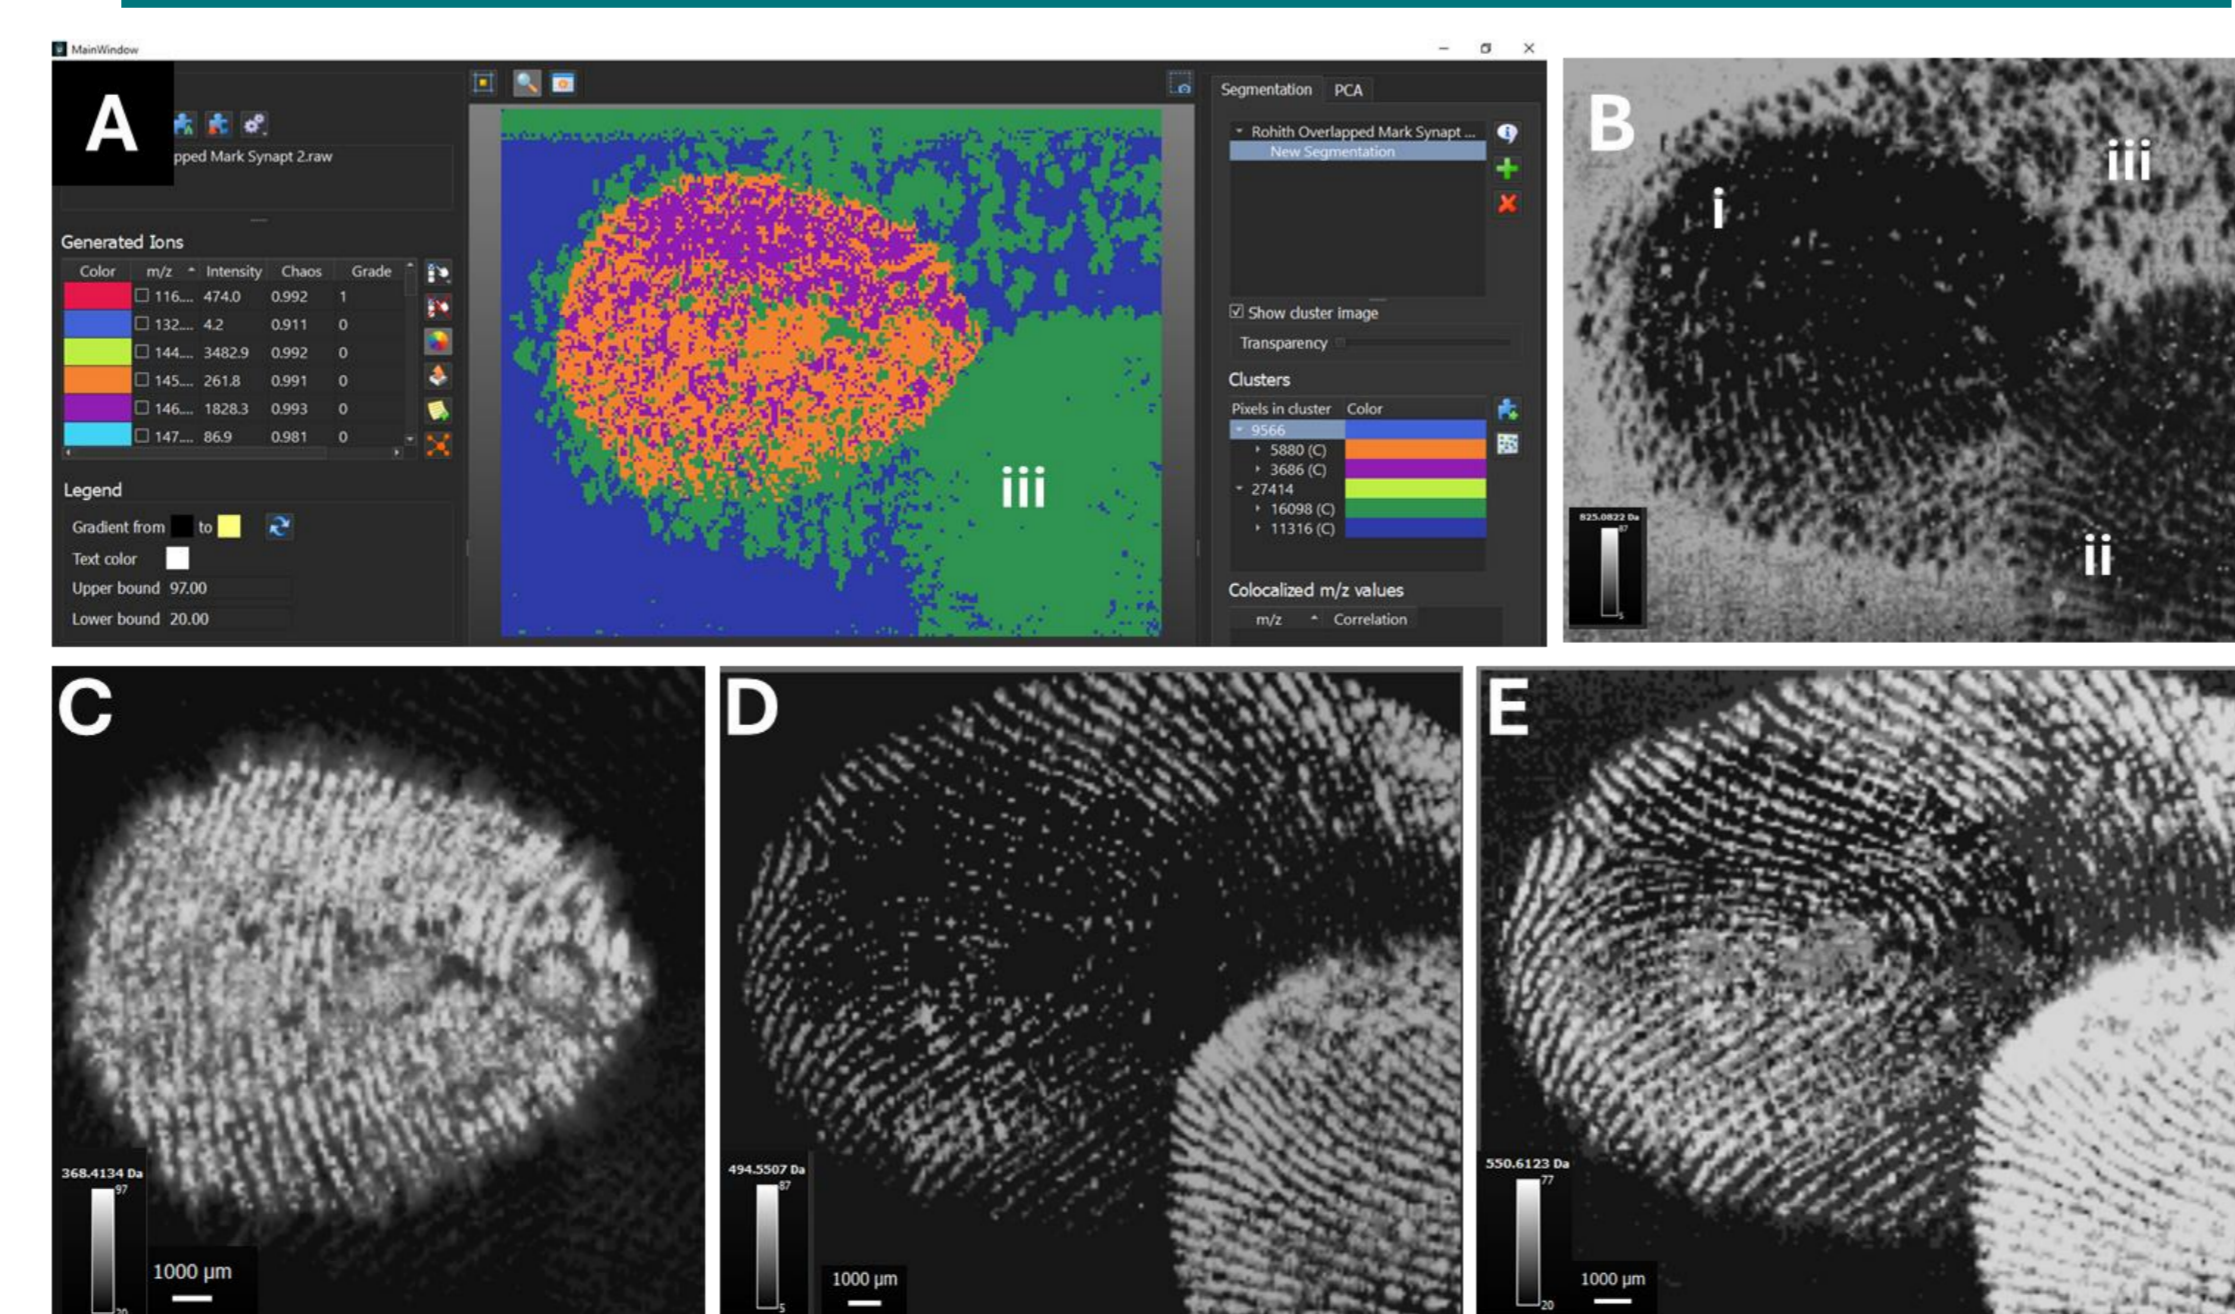 MainWindow
A
pped Mark Synapt 2.raw
Generated Ions
Color m/z Intensity Chaos Grade
116.... 474.0 0.992 1
132.... 4.2 0.911 0
144.... 3482.9 0.992 0
145.... 261.8 0.991 0
146.... 1828.3 0.993 0
147.... 86.9 0.981 0
Legend
Gradient from to
Text color
Upper bound 97.00
Lower bound 20.00
iii
Segmentation PCA
Rohith Overlapped Mark Synapt ...
New Segmentation
Show cluster image
Transparency
Clusters
Pixels in cluster Color
9566
5880 (C)
3686 (C)
27414
16098 (C)
11316 (C)
Colocalized m/z values
m/z Correlation
B
i
iii
ii
825.0822 Da
87
5
C
368.4134 Da
97
20
1000 µm
D
494.5507 Da
87
5
1000 µm
E
550.6123 Da
77
20
1000 µm